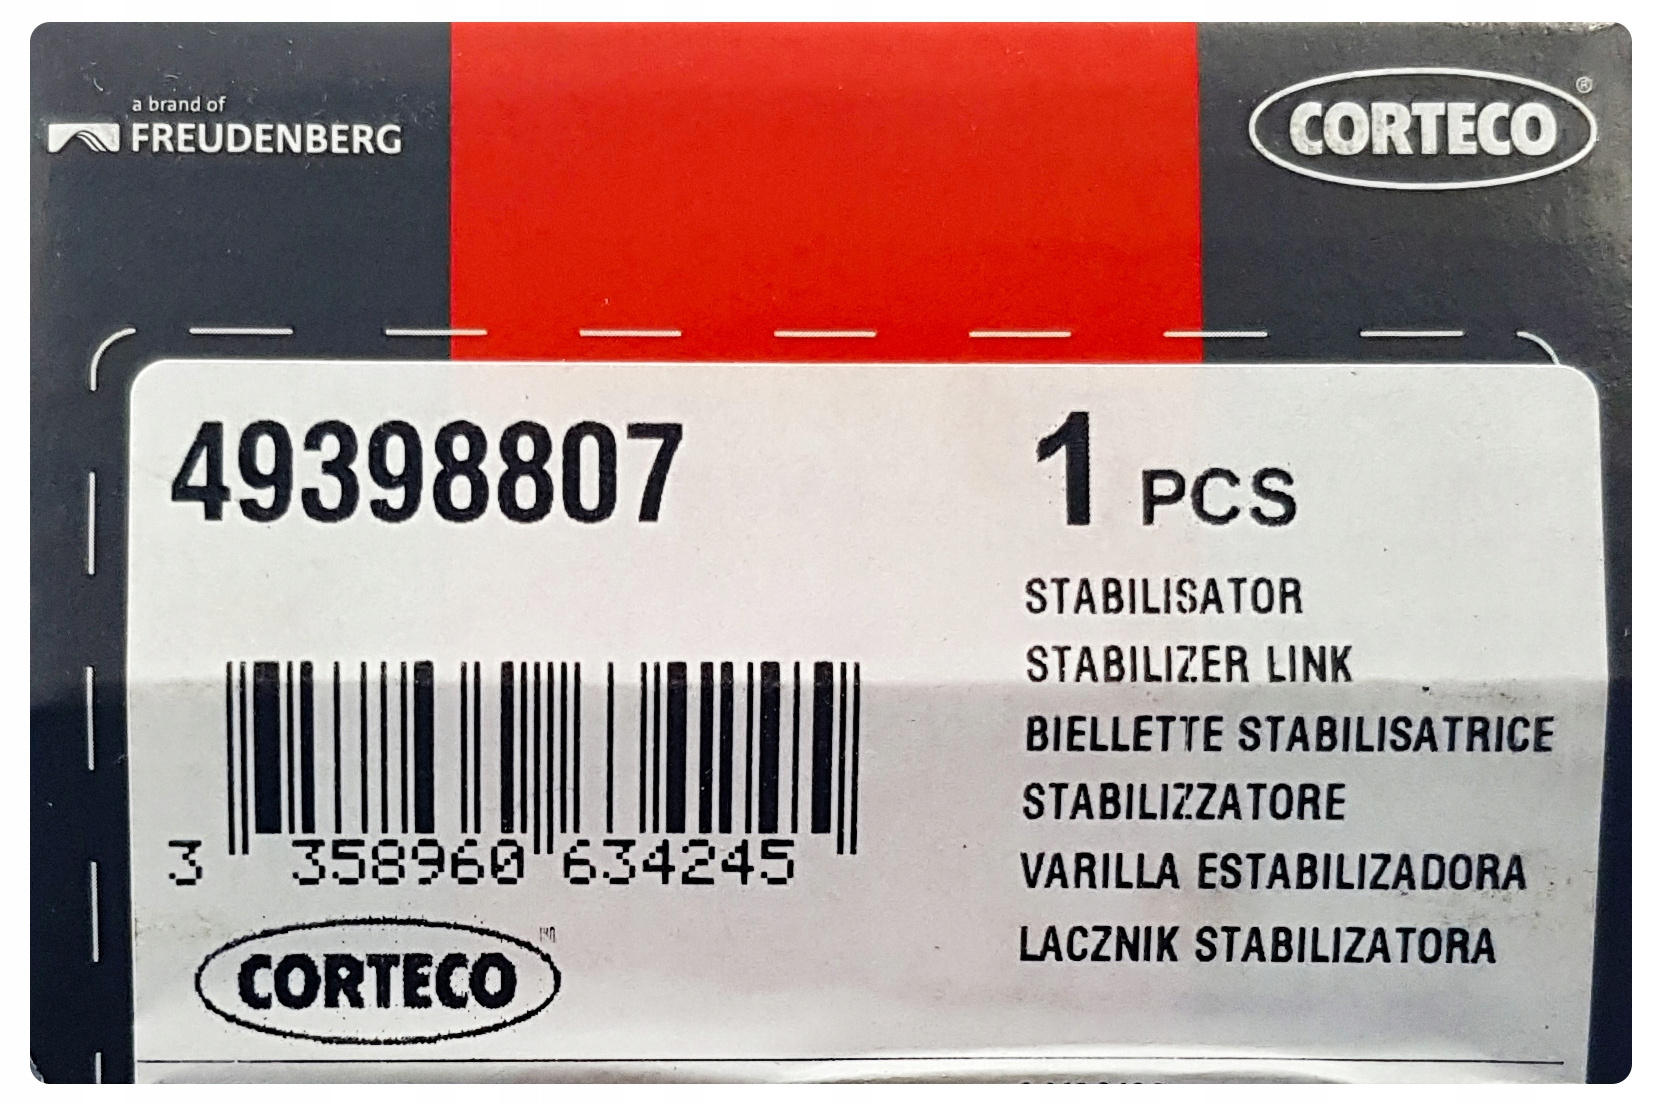 a brand of
FREUDENBERG
CORTECO ®
49398807
1 PCS
STABILISATOR
STABILIZER LINK
BIELLETTE STABILISATRICE
STABILIZZATORE
VARILLA ESTABILIZADORA
LACZNIK STABILIZATORA
3 358960 634245
CORTECO